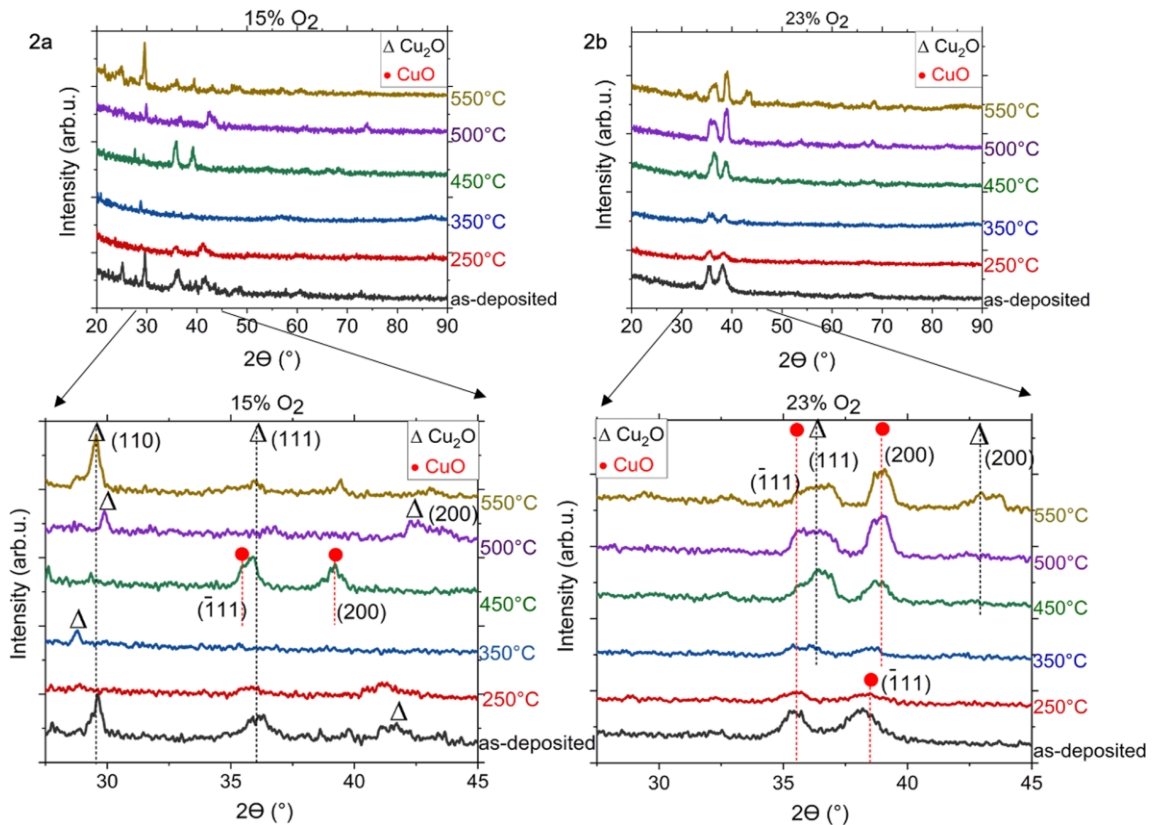 2a
15% O₂
Δ Cu₂O
● CuO
550°C
500°C
450°C
350°C
250°C
as-deposited
Intensity (arb.u.)
20 30 40 50 60 70 80 90
2Θ (°)
2b
23% O₂
Δ Cu₂O
● CuO
550°C
500°C
450°C
350°C
250°C
as-deposited
Intensity (arb.u.)
20 30 40 50 60 70 80 90
2Θ (°)
15% O₂
Δ (110)
Δ (111)
Δ Cu₂O
● CuO
550°C
Δ
Δ (200)
500°C
450°C
(1̄11)
(200)
Δ
350°C
250°C
Δ
as-deposited
Intensity (arb.u.)
30 35 40 45
2Θ (°)
23% O₂
Δ Cu₂O
● CuO
Δ
(1̄11)
(111)
(200)
Δ
(200)
550°C
500°C
450°C
350°C
(1̄11)
250°C
as-deposited
Intensity (arb.u.)
30 35 40 45
2Θ (°)